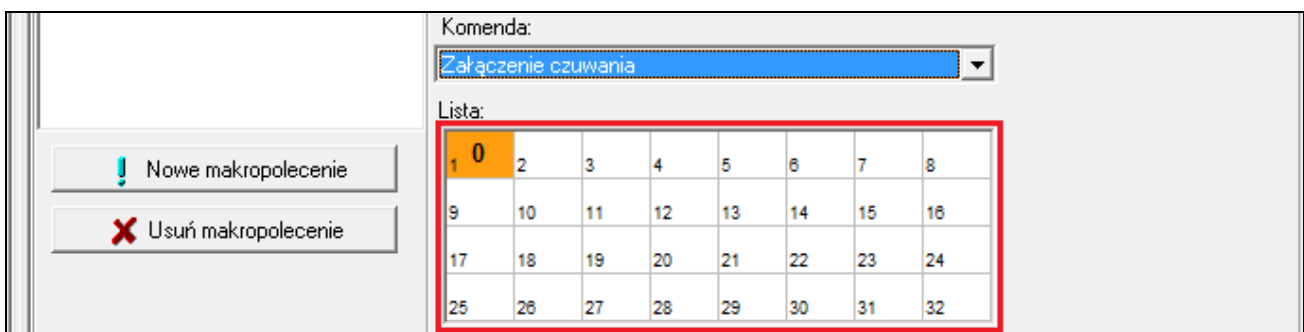 Komenda:
Załączenie czuwania
Lista:
1 0 2 3 4 5 6 7 8
9 10 11 12 13 14 15 16
17 18 19 20 21 22 23 24
25 26 27 28 29 30 31 32
Nowe makropolecenie
Usuń makropolecenie